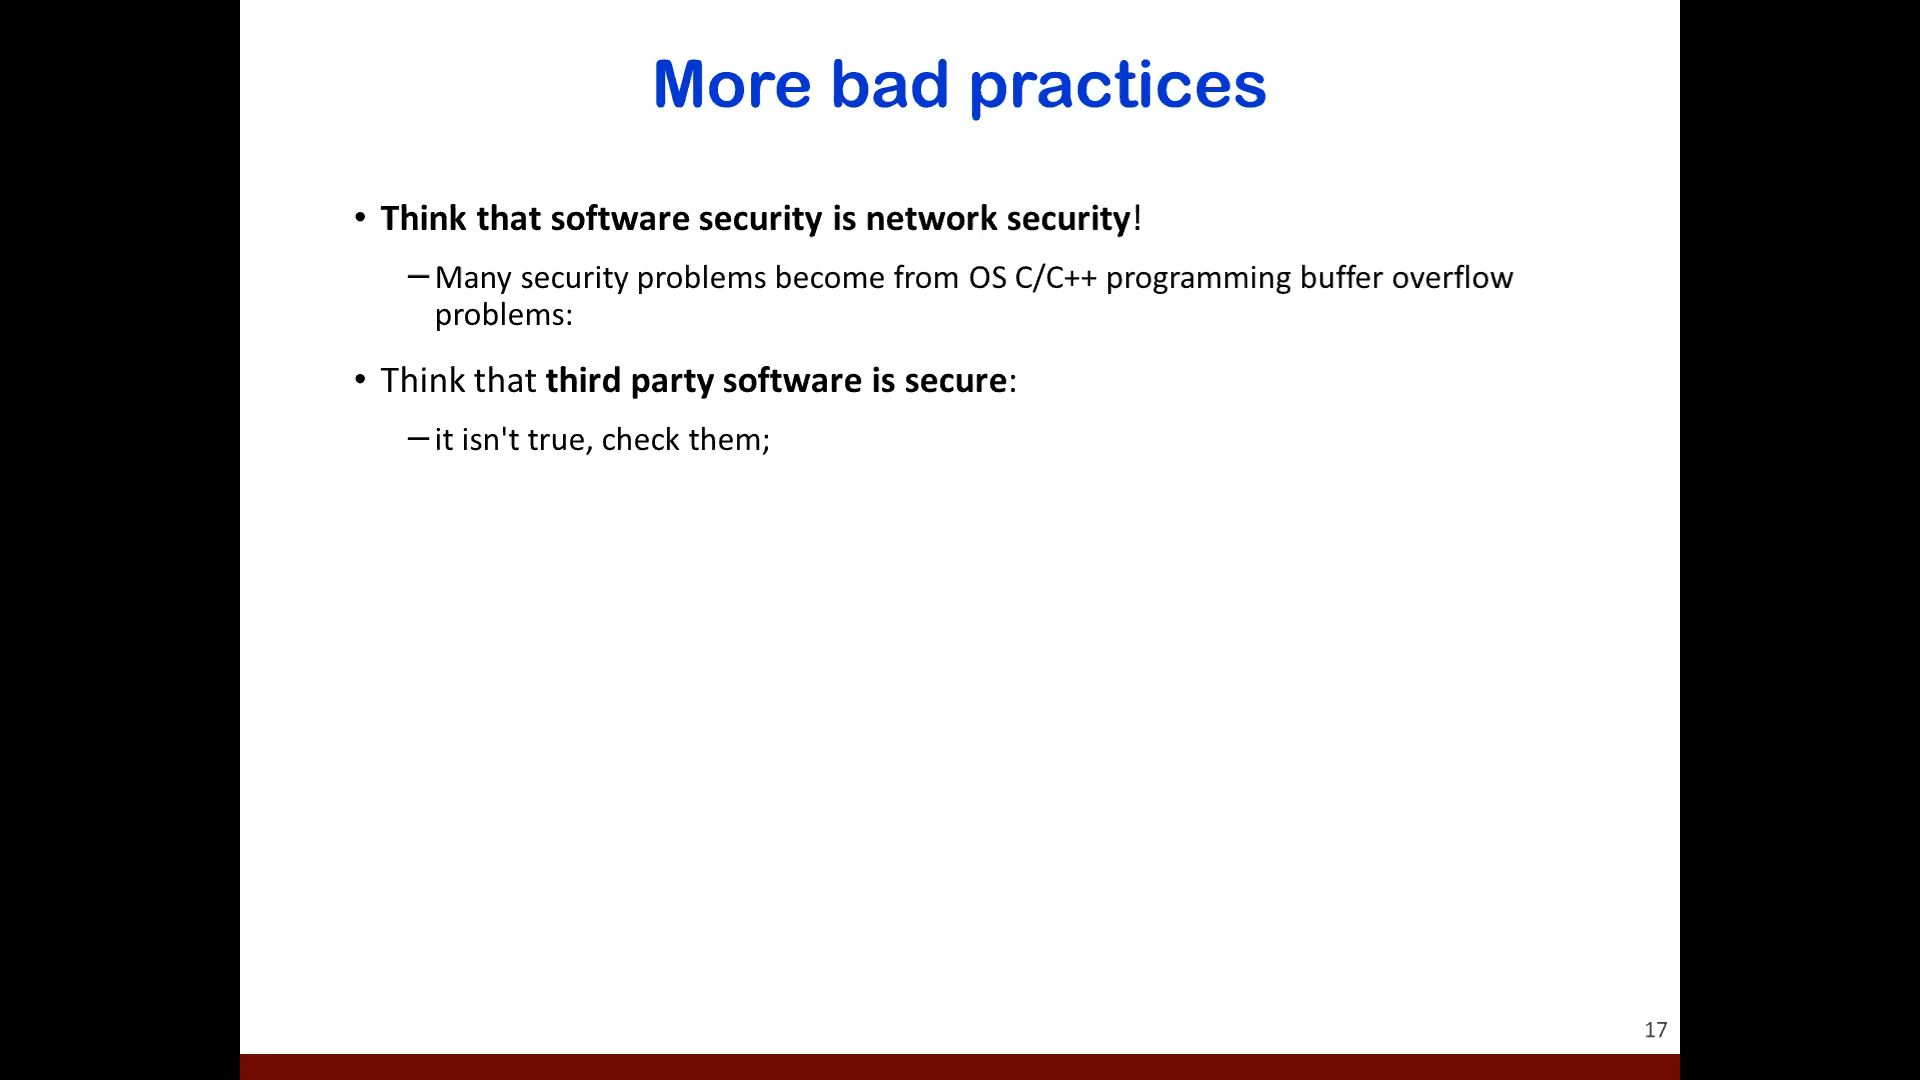 More bad practices
• Think that software security is network security!
– Many security problems become from OS C/C++ programming buffer overflow
problems:
• Think that third party software is secure:
– it isn't true, check them;
17